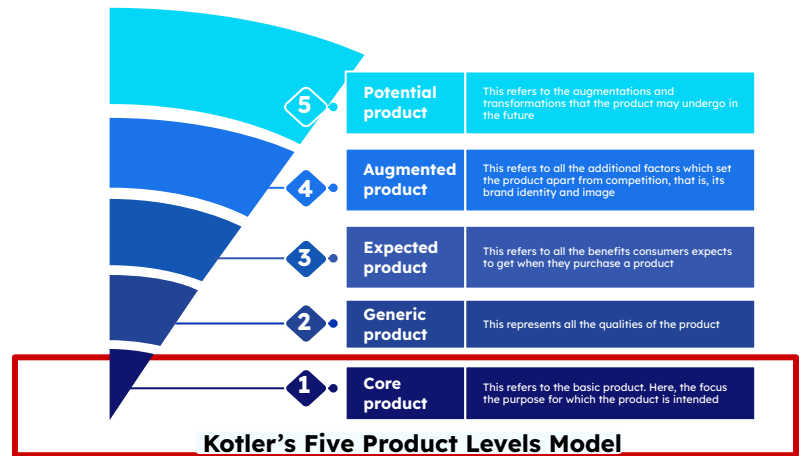 5
Potential
product
This refers to the augmentations and
transformations that the product may undergo in
the future
4
Augmented
product
This refers to all the additional factors which set
the product apart from competition, that is, its
brand identity and image
3
Expected
product
This refers to all the benefits consumers expects
to get when they purchase a product
2
Generic
product
This represents all the qualities of the product
1
Core
product
This refers to the basic product. Here, the focus
the purpose for which the product is intended
Kotler's Five Product Levels Model